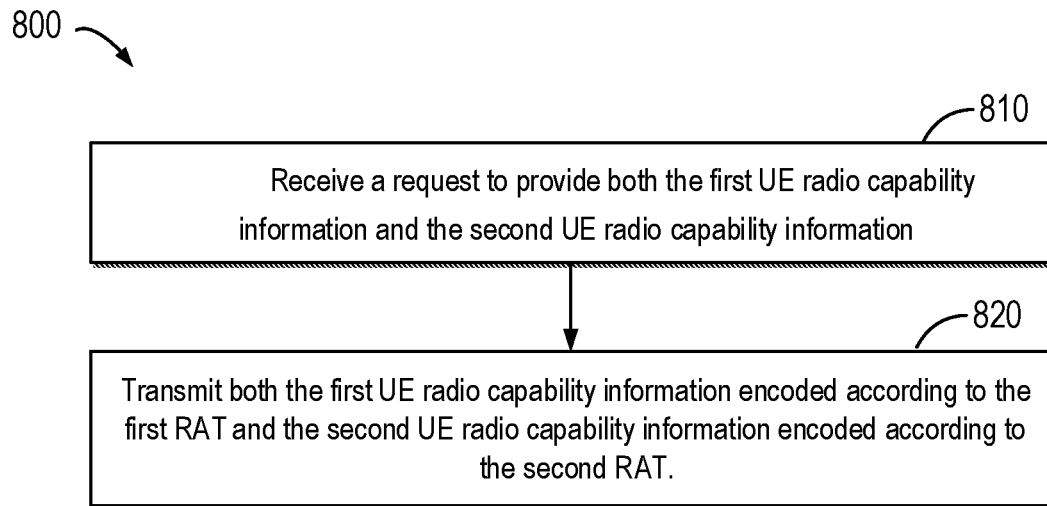 800
810
Receive a request to provide both the first UE radio capability
information and the second UE radio capability information
820
Transmit both the first UE radio capability information encoded according to the
first RAT and the second UE radio capability information encoded according to
the second RAT.